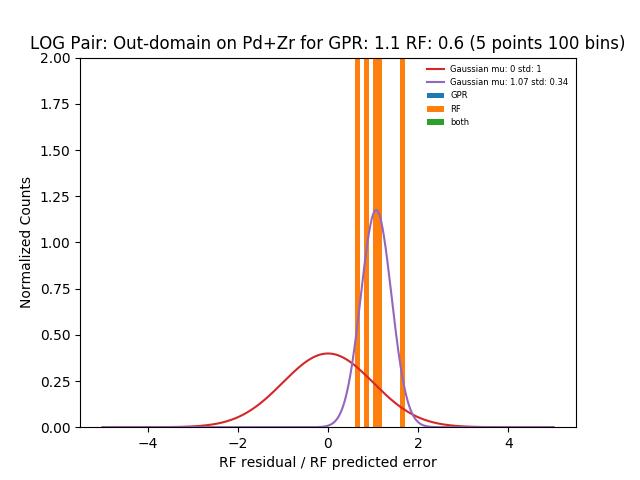 LOG Pair: Out-domain on Pd+Zr for GPR: 1.1 RF: 0.6 (5 points 100 bins)
2.00
1.75
1.50
1.25
1.00
0.75
0.50
0.25
0.00
Normalized Counts
Gaussian mu: 0 std: 1
Gaussian mu: 1.07 std: 0.34
GPR
RF
both
−4
−2
0
2
4
RF residual / RF predicted error